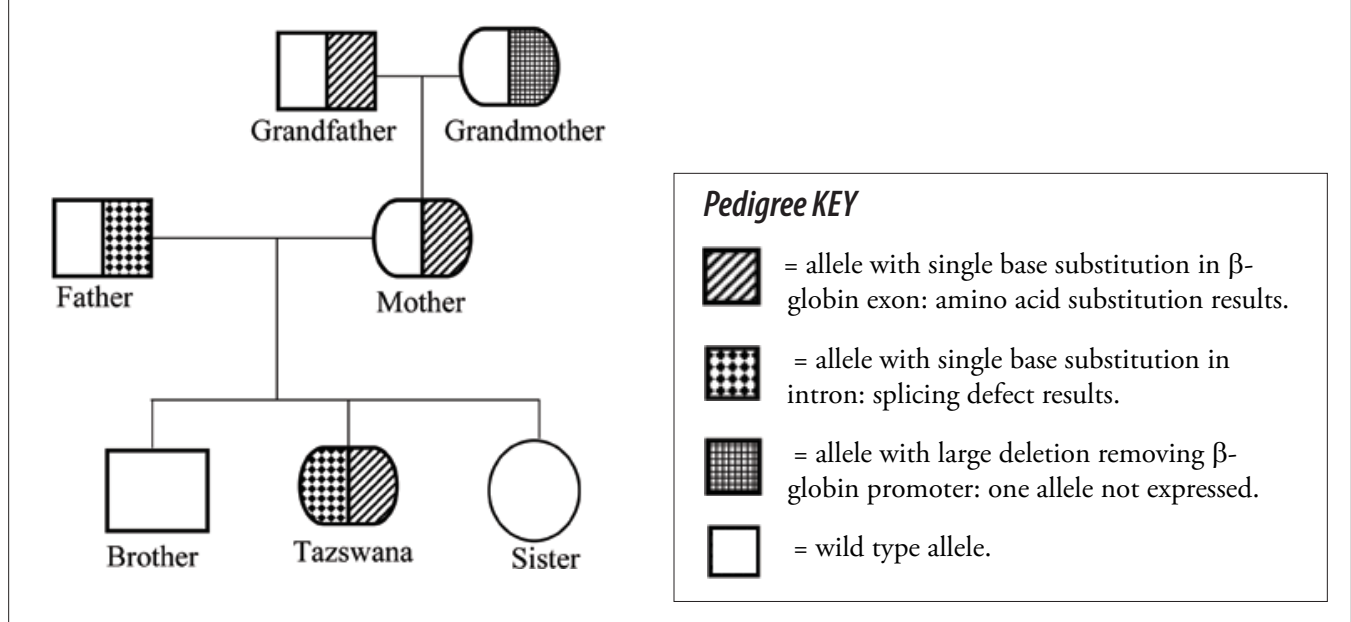 Grandfather
Grandmother
Father
Mother
Brother
Tazswana
Sister
Pedigree KEY
= allele with single base substitution in β-
globin exon: amino acid substitution results.
= allele with single base substitution in
intron: splicing defect results.
= allele with large deletion removing β-
globin promoter: one allele not expressed.
= wild type allele.